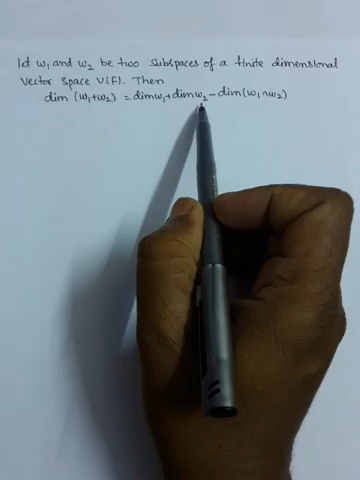 let w₁ and w₂ be two subspaces of a finite dimensional
vector space V(F). Then
dim (w₁+w₂) = dimw₁+dimw₂-dim(w₁∩w₂)